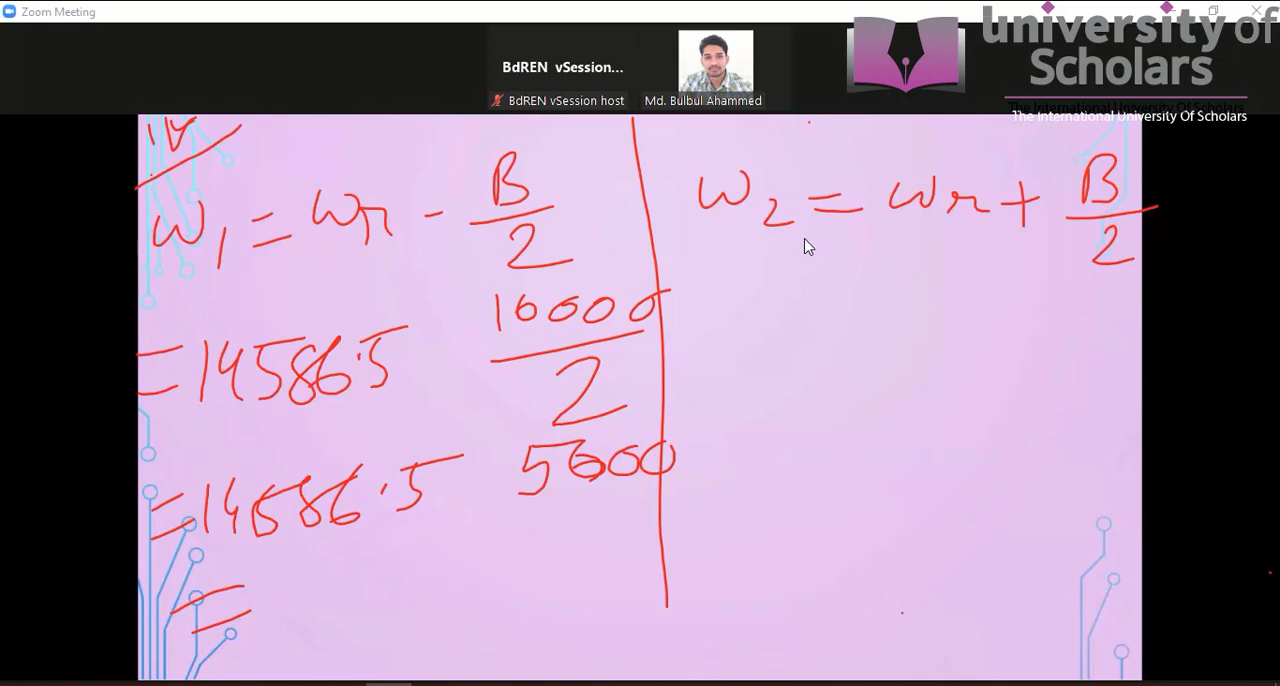 Zoom Meeting
university of
Scholars
The International University Of Scholars
The International University Of Scholars
BdREN vSession...
BdREN vSession host
Md. Bulbul Ahammed
iv
ω₁ = ωr - B/2
= 14586.5 10000/2
= 14586.5 5000
=
ω₂ = ωr + B/2